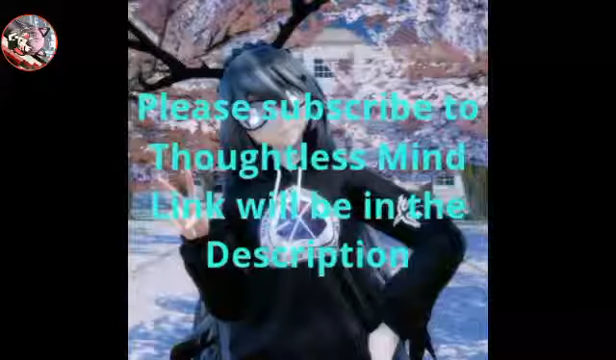 Please subscribe to
Thoughtless Mind
Link will be in the
Description